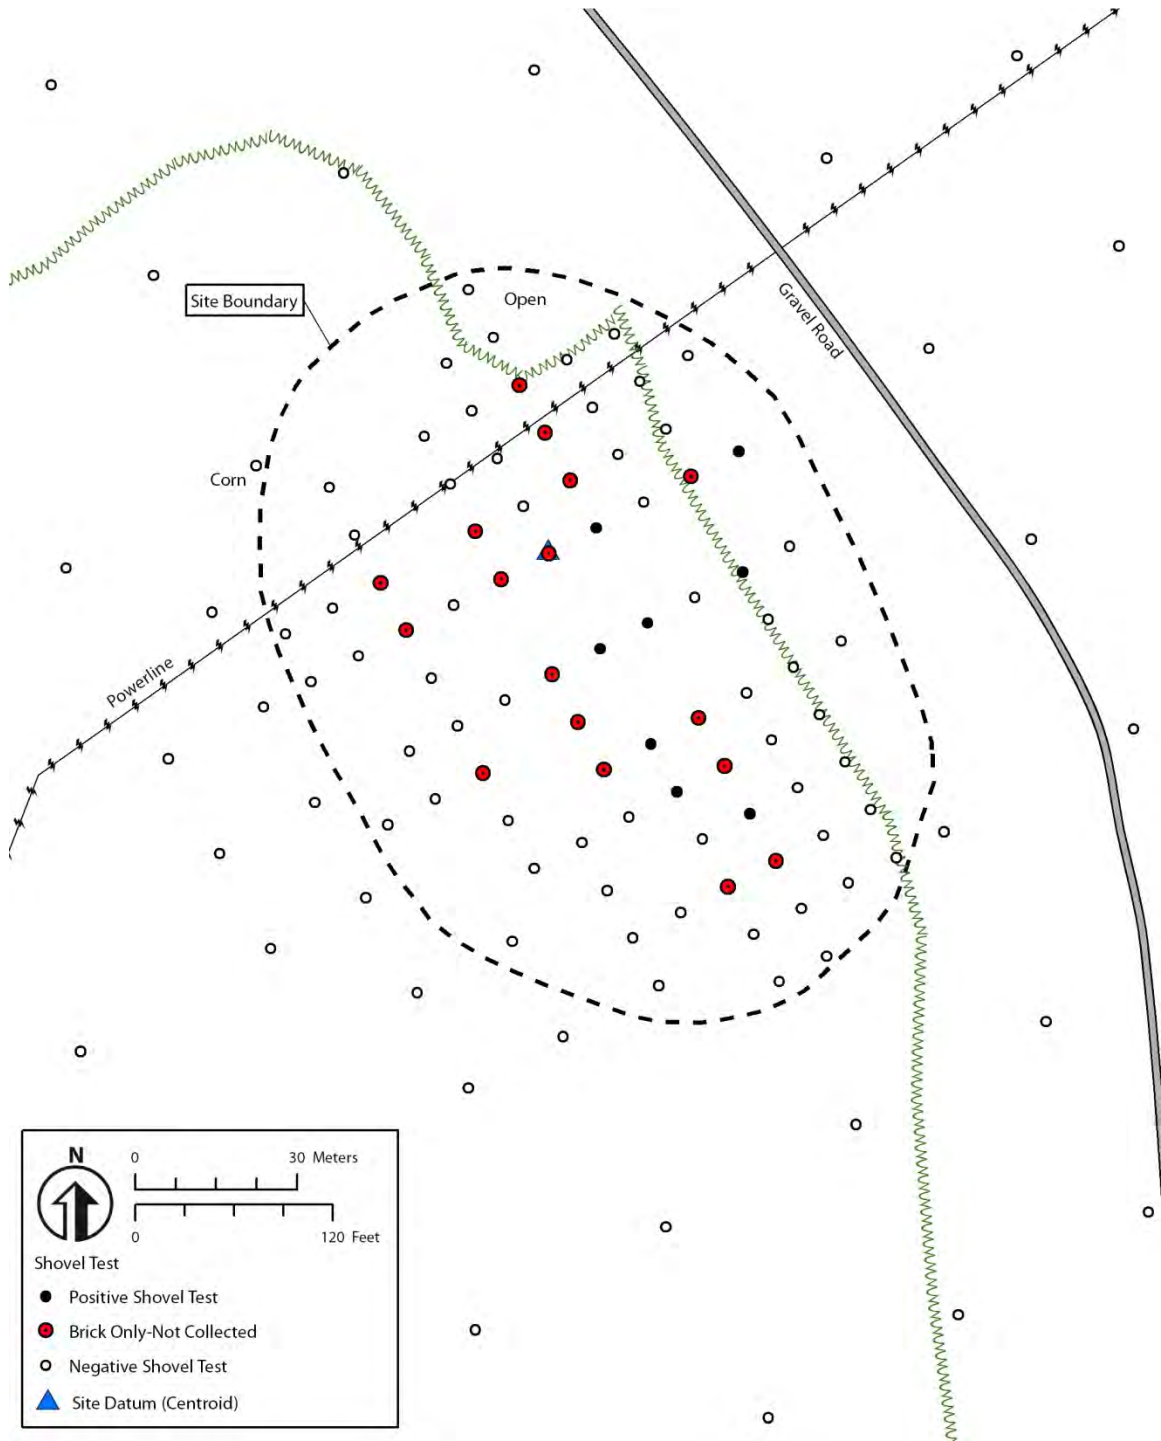 Open
Site Boundary
Gravel Road
Corn
Powerline
N
0 30 Meters
0 120 Feet
Shovel Test
Positive Shovel Test
Brick Only-Not Collected
Negative Shovel Test
Site Datum (Centroid)